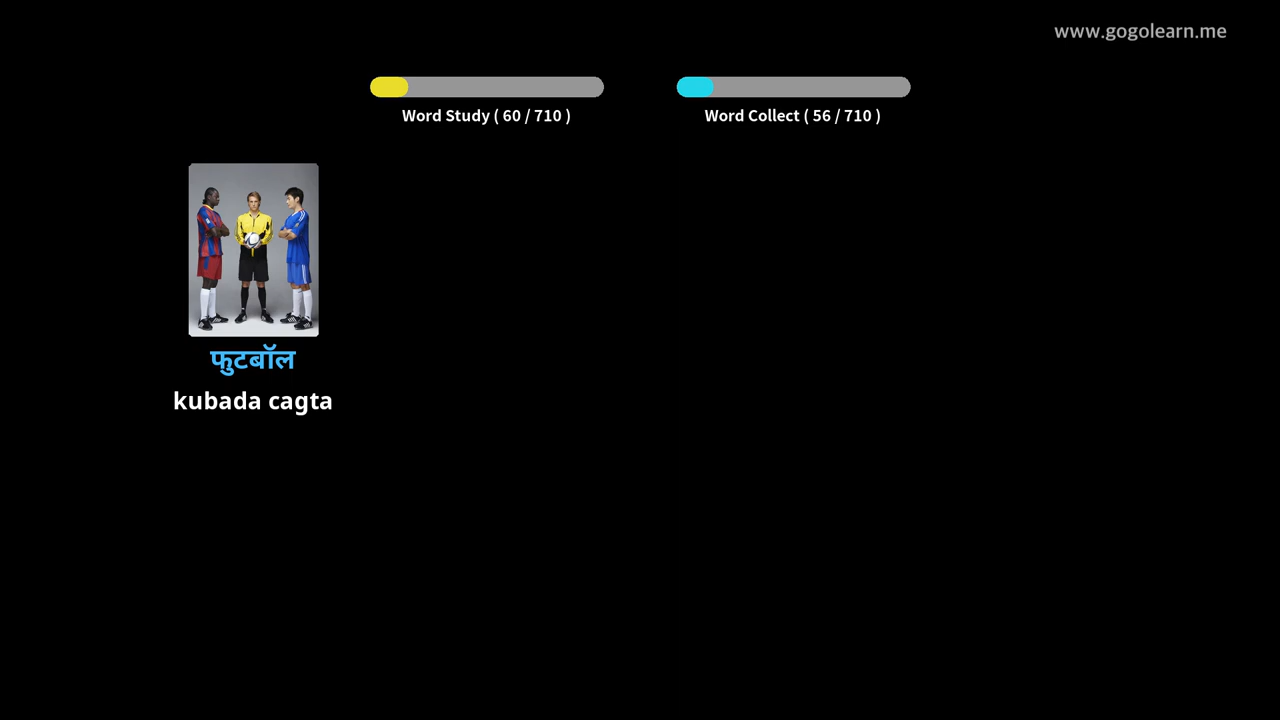 www.gogolearn.me
Word Study ( 60 / 710 )
Word Collect ( 56 / 710 )
फुटबॉल
kubada cagta